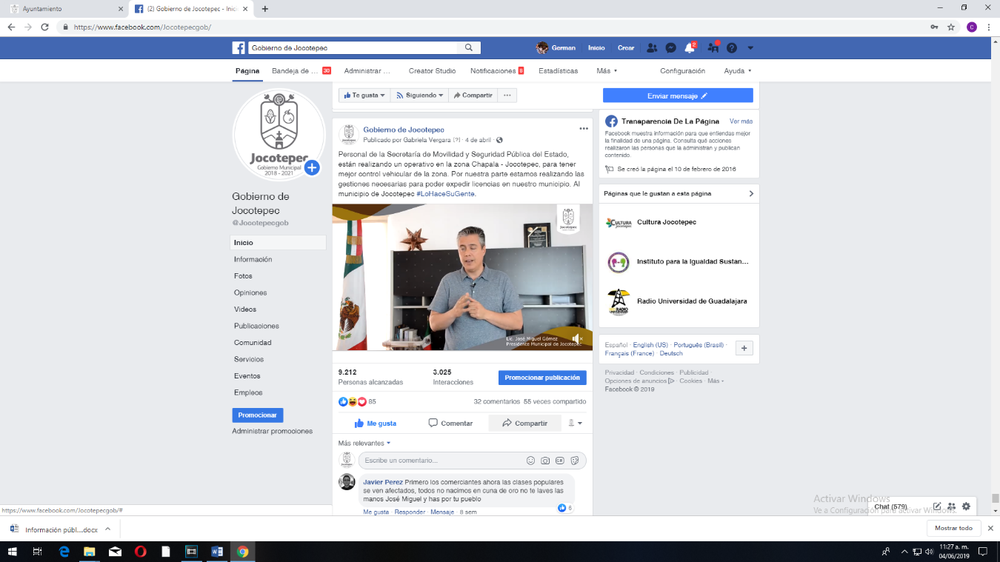 Ayuntamiento
(2) Gobierno de Jocotepec - Inic
https://www.facebook.com/Jocotepecgob/
C
Gobierno de Jocotepec
German
Inicio
Crear
2
Página
Bandeja de ... 30
Administrar ...
Creator Studio
Notificaciones 8
Estadísticas
Más
Configuración
Ayuda
Jocotepec
Gobierno Municipal
2018 - 2021
Gobierno de
Jocotepec
@Jocotepecgob
Inicio
Información
Fotos
Opiniones
Videos
Publicaciones
Comunidad
Servicios
Eventos
Empleos
Promocionar
Administrar promociones
Te gusta
Siguiendo
Compartir
Gobierno de Jocotepec
Publicado por Gabriela Vergara [?] · 4 de abril ·
Personal de la Secretaría de Movilidad y Seguridad Pública del Estado,
están realizando un operativo en la zona Chapala - Jocotepec, para tener
mejor control vehicular de la zona. Por nuestra parte estamos realizando las
gestiones necesarias para poder expedir licencias en nuestro municipio. Al
municipio de Jocotepec #LoHaceSuGente.
Lic. José Miguel Gómez
Presidente Municipal de Jocotepec
9.212
Personas alcanzadas
3.025
Interacciones
Promocionar publicación
85
32 comentarios 55 veces compartido
Me gusta
Comentar
Compartir
Más relevantes
Escribe un comentario...
GIF
Javier Perez Primero los comerciantes ahora las clases populares
se ven afectados, todos no nacimos en cuna de oro no te laves las
manos José Miguel y has por tu pueblo
6
Me gusta · Responder · Mensaje · 8 sem
Enviar mensaje
Transparencia De La Página
Ver más
Facebook muestra información para que entiendas mejor
la finalidad de una página. Consulta qué acciones
realizaron las personas que la administran y publican
contenido.
Se creó la página el 10 de febrero de 2016
Páginas que le gustan a esta página
CULTURA
Jocotepec
Cultura Jocotepec
Instituto para la Igualdad Sustan...
Radio Universidad de Guadalajara
Español · English (US) · Português (Brasil) ·
Français (France) · Deutsch
Privacidad · Condiciones · Publicidad ·
Opciones de anuncios · Cookies · Más
Facebook © 2019
Activar Windows
Ve a Configuración para activar Windows.
Chat (579)
https://www.facebook.com/Jocotepecgob/#
Información públ....docx
Mostrar todo
11:27 a. m.
04/06/2019